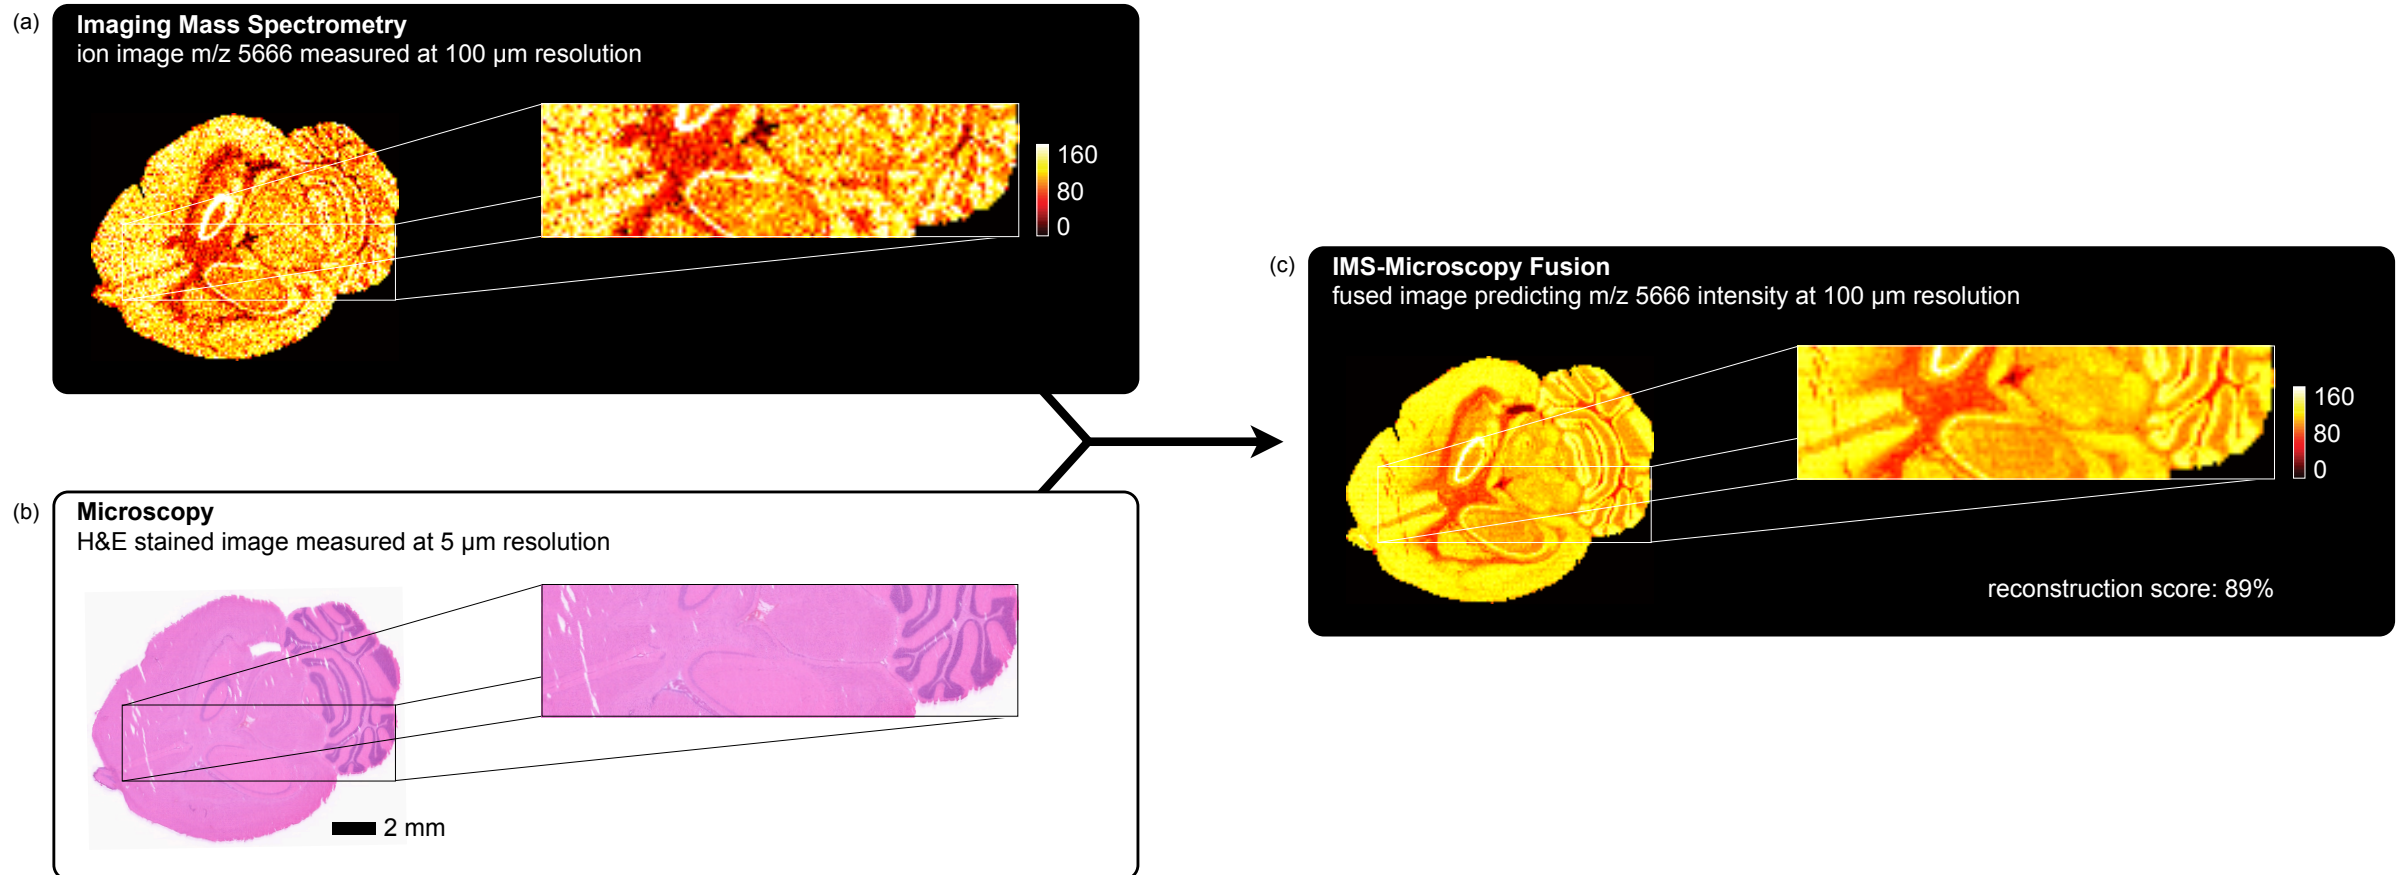 (a)
Imaging Mass Spectrometry
ion image m/z 5666 measured at 100 µm resolution
160
80
0
(b)
Microscopy
H&E stained image measured at 5 µm resolution
2 mm
(c)
IMS-Microscopy Fusion
fused image predicting m/z 5666 intensity at 100 µm resolution
160
80
0
reconstruction score: 89%